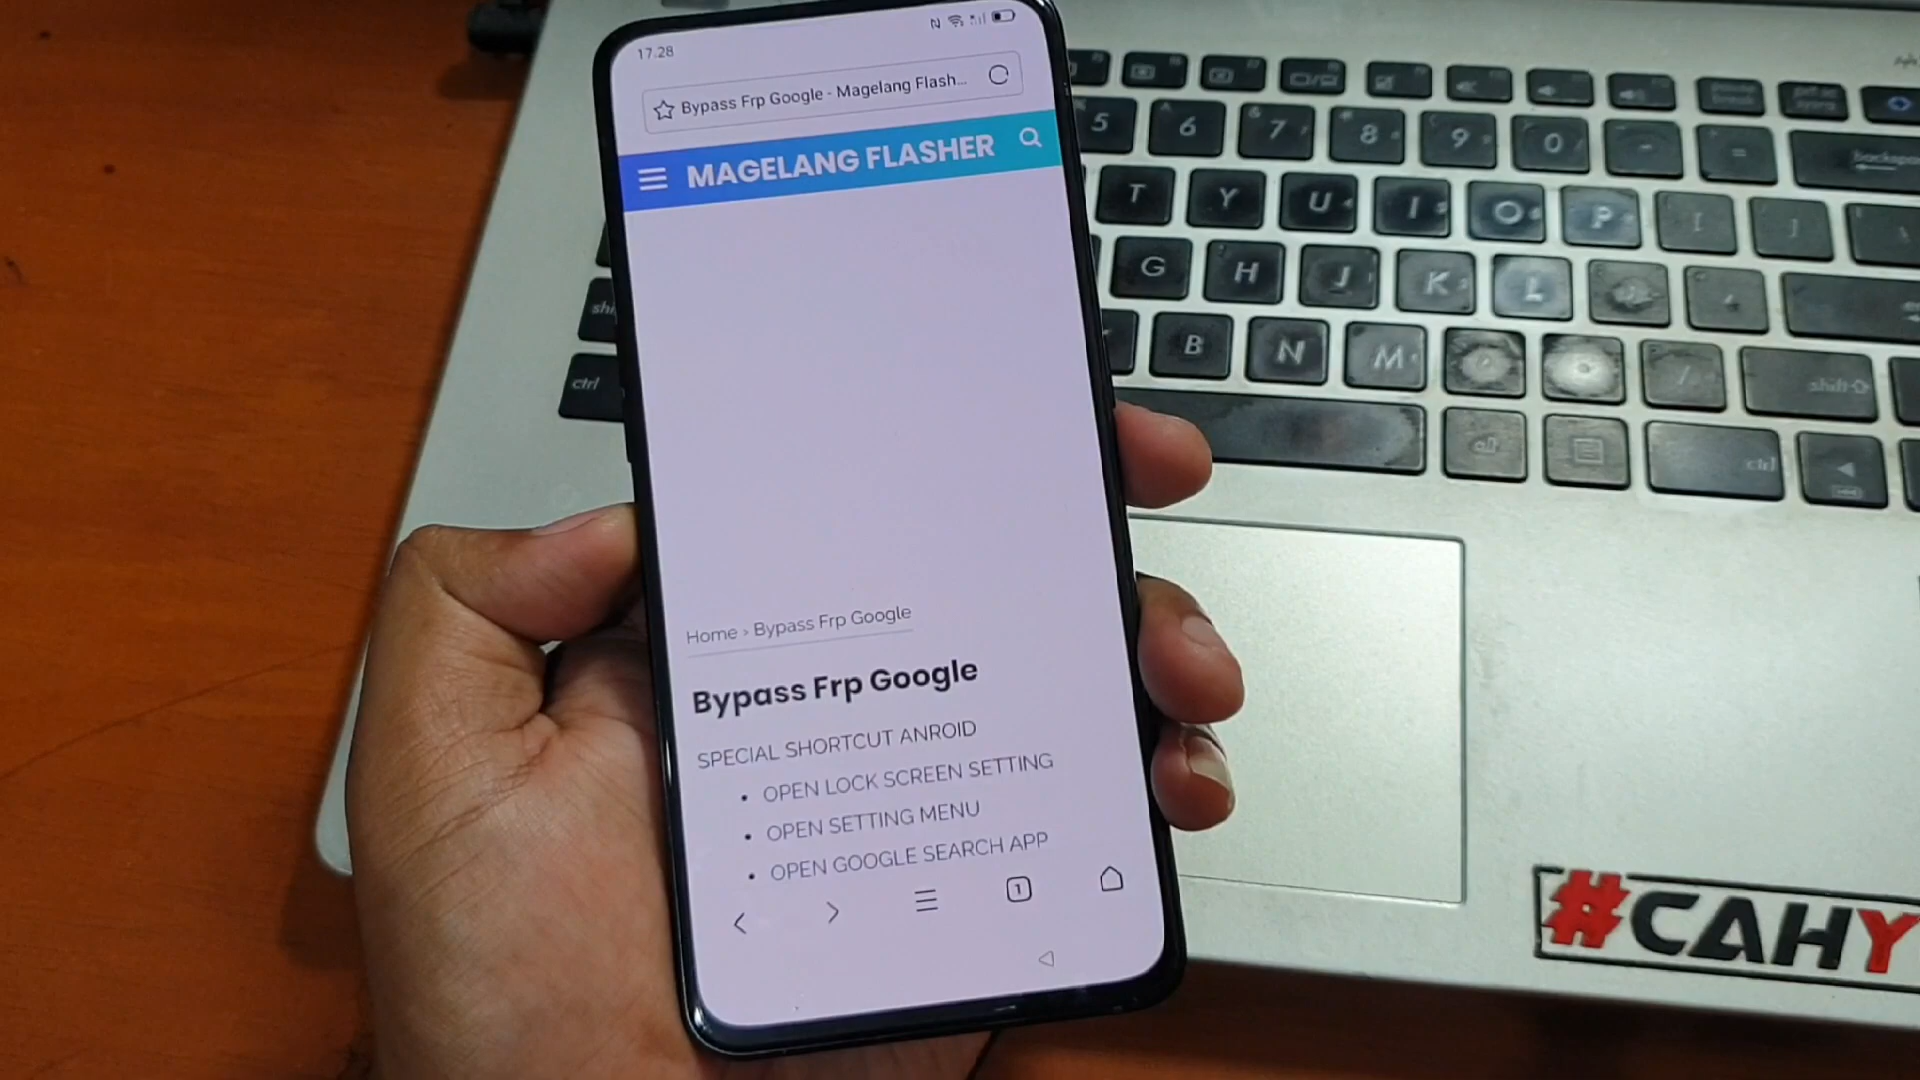 17.28
Bypass Frp Google - Magelang Flash...
MAGELANG FLASHER
Home › Bypass Frp Google
Bypass Frp Google
SPECIAL SHORTCUT ANROID
• OPEN LOCK SCREEN SETTING
• OPEN SETTING MENU
• OPEN GOOGLE SEARCH APP
1
5 6 7 8 9 0 - =
T Y U I O P [ ]
G H J K L
B N M /
ctrl
alt
ctrl
#CAHY